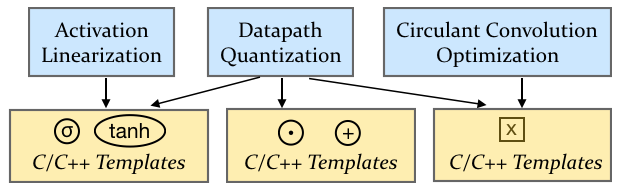 Activation
Linearization
Datapath
Quantization
Circulant Convolution
Optimization
σ tanh
C/C++ Templates
· +
C/C++ Templates
x
C/C++ Templates